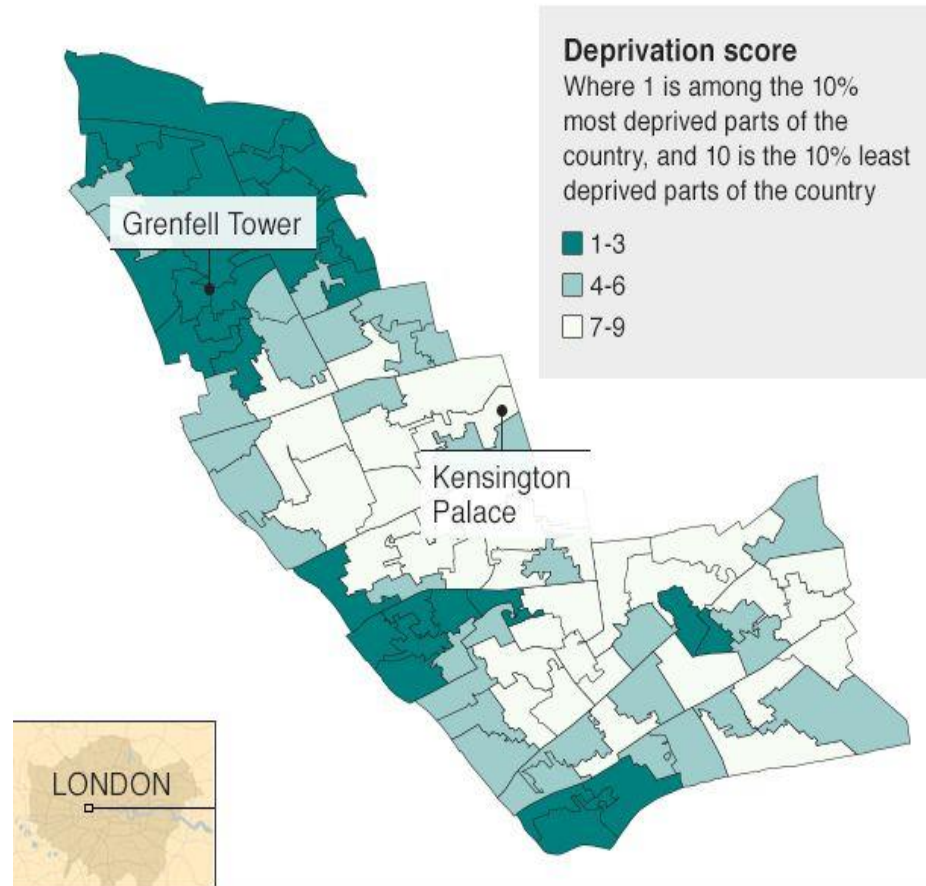 Deprivation score
Where 1 is among the 10%
most deprived parts of the
country, and 10 is the 10% least
deprived parts of the country
1-3
4-6
7-9
Grenfell Tower
Kensington
Palace
LONDON